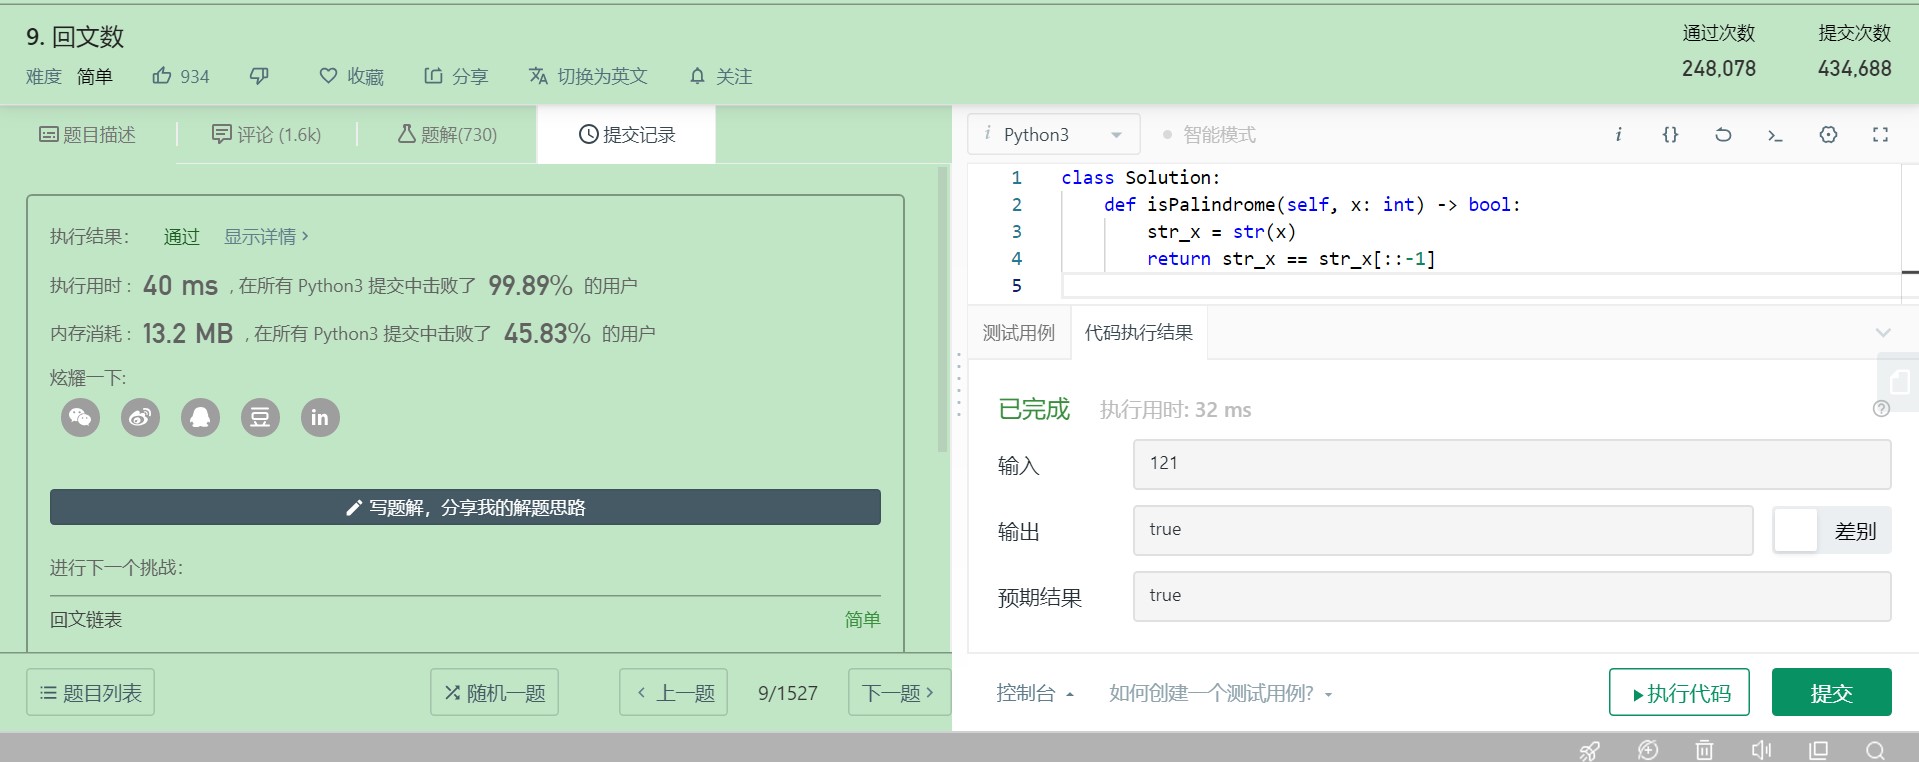 9. 回文数
通过次数 提交次数
248,078 434,688
难度 简单 934 收藏 分享 切换为英文 关注
题目描述 评论 (1.6k) 题解(730) 提交记录
执行结果： 通过 显示详情 >
执行用时 : 40 ms , 在所有 Python3 提交中击败了 99.89% 的用户
内存消耗 : 13.2 MB , 在所有 Python3 提交中击败了 45.83% 的用户
炫耀一下:
豆 in
写题解，分享我的解题思路
进行下一个挑战：
回文链表 简单
题目列表 随机一题 < 上一题 9/1527 下一题 >
i Python3 智能模式 i {} >_
1 class Solution:
2 def isPalindrome(self, x: int) -> bool:
3 str_x = str(x)
4 return str_x == str_x[::-1]
5
测试用例 代码执行结果
已完成 执行用时: 32 ms
?
输入 121
输出 true 差别
预期结果 true
控制台 如何创建一个测试用例? 执行代码 提交